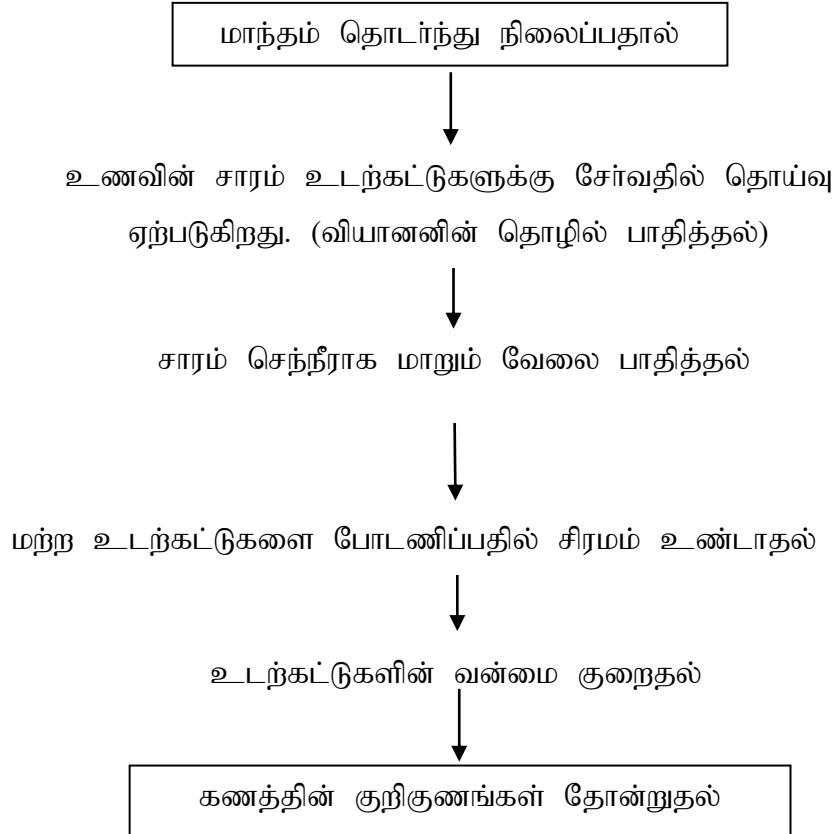 மாந்தம் தொடர்ந்து நிலைப்பதால்
உணவின் சாரம் உடற்கட்டுகளுக்கு சேர்வதில் தொய்வு
ஏற்படுகிறது. (வியானனின் தொழில் பாதித்தல்)
சாரம் செந்நீராக மாறும் வேலை பாதித்தல்
மற்ற உடற்கட்டுகளை போடணிப்பதில் சிரமம் உண்டாதல்
உடற்கட்டுகளின் வன்மை குறைதல்
கணத்தின் குறிகுணங்கள் தோன்றுதல்